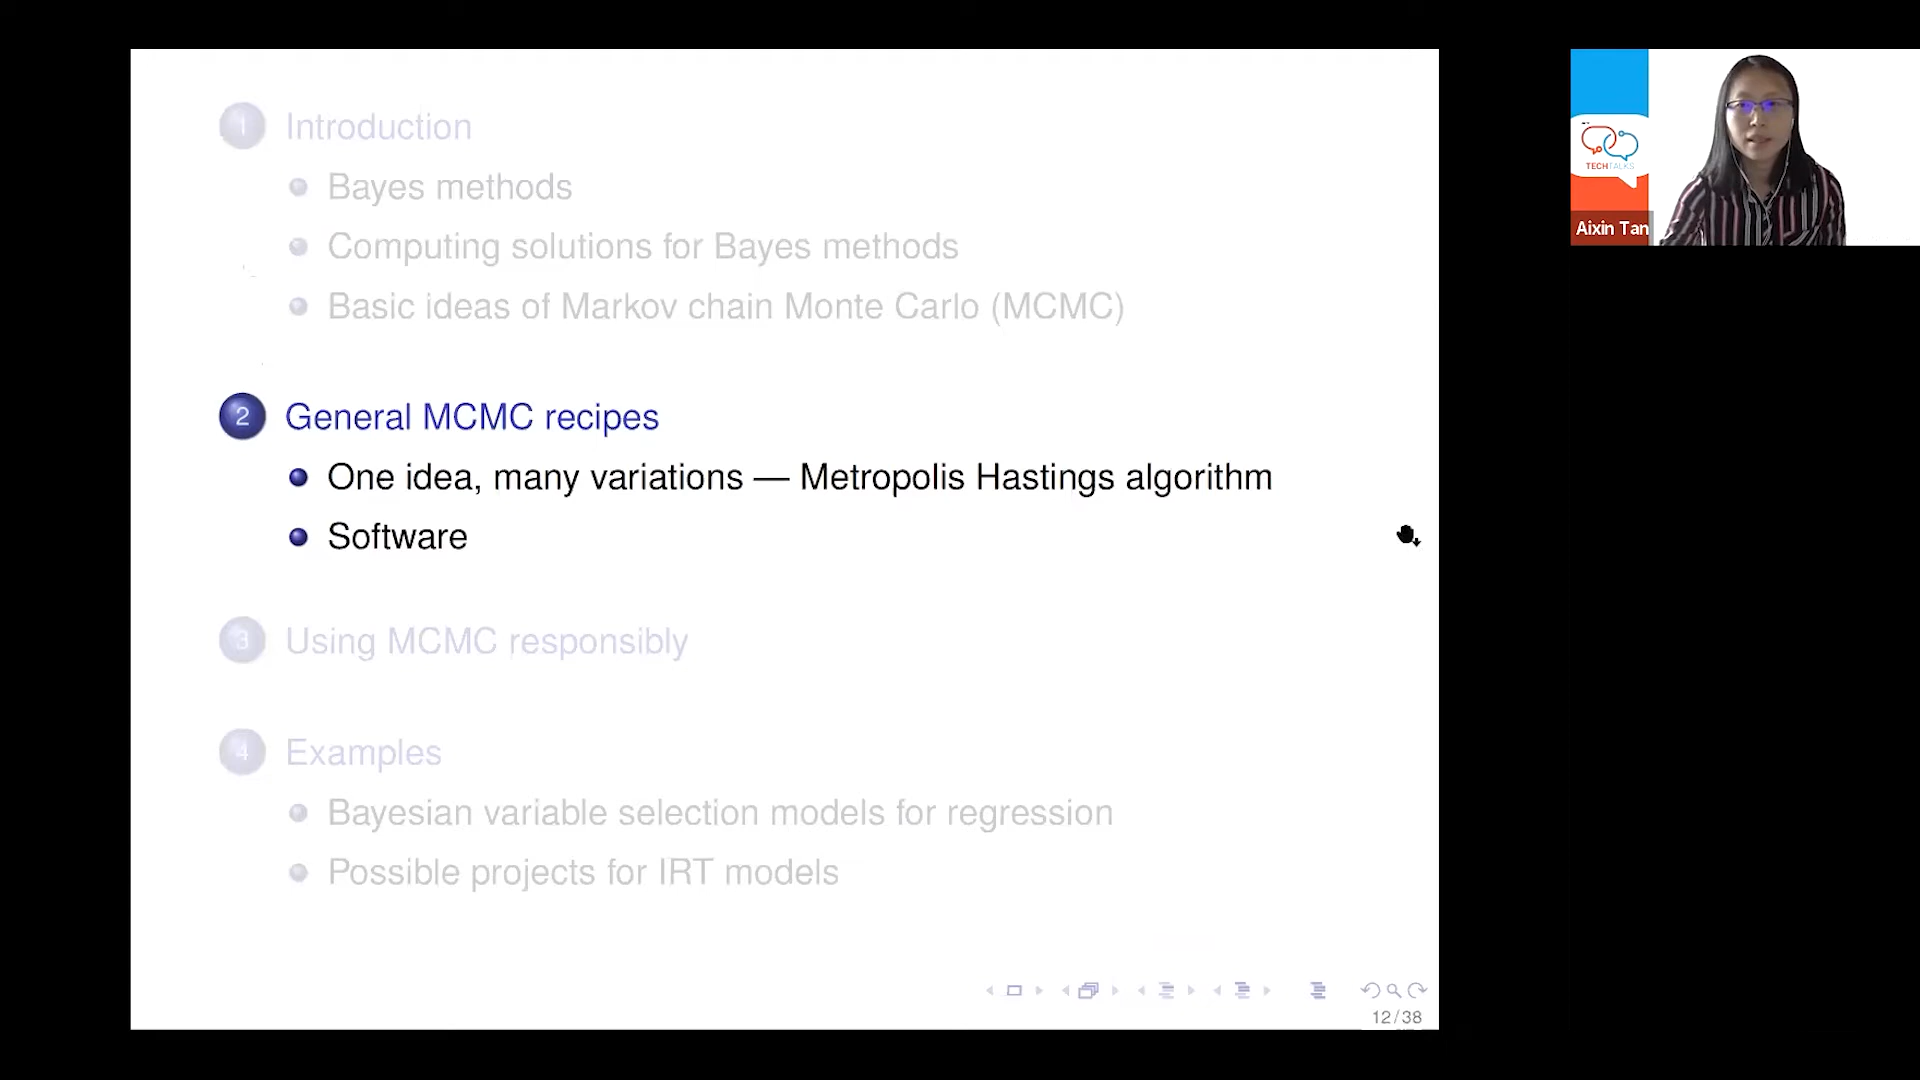 1 Introduction
Bayes methods
Computing solutions for Bayes methods
Basic ideas of Markov chain Monte Carlo (MCMC)
2 General MCMC recipes
One idea, many variations — Metropolis Hastings algorithm
Software
3 Using MCMC responsibly
4 Examples
Bayesian variable selection models for regression
Possible projects for IRT models
12/38
TECHTALKS
Aixin Tan